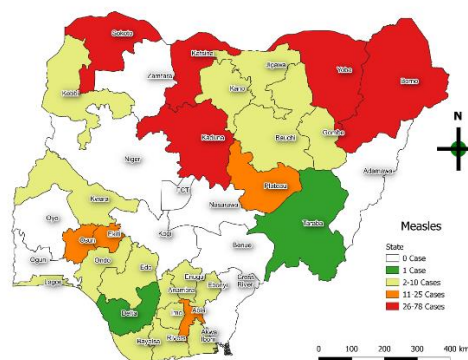 Sokoto
Katsina
Yobe
Borno
Zamfara
Jigawa
Kebbi
Kano
Kaduna
Bauchi
Gombe
Niger
Adamawa
Plateau
FCT
Nasarawa
Taraba
Kwara
Oyo
Osun
Ekiti
Kogi
Benue
Ogun
Ondo
Edo
Lagos
Enugu
Anambra
Ebonyi
Cross
River
Delta
Imo
Abia
Bayelsa
Rivers
Akwa
Ibom
N
Measles
State
0 Case
1 Case
2-10 Cases
11-25 Cases
26-78 Cases
0 100 200 300 400 km